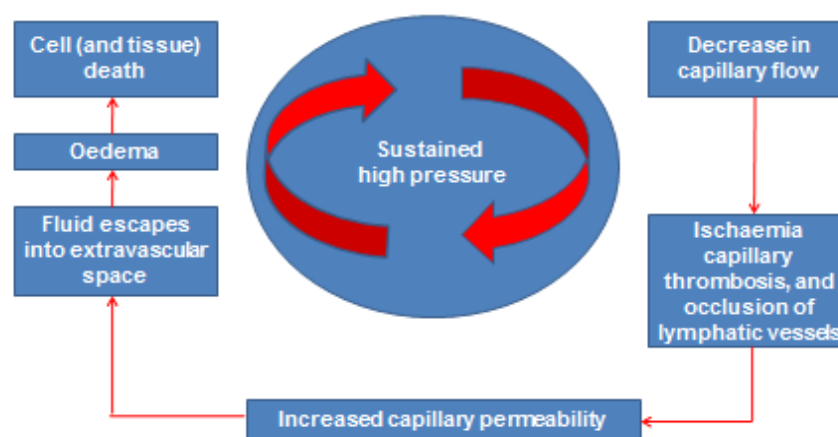 Cell (and tissue)
death
Oedema
Fluid escapes
into extravascular
space
Sustained
high pressure
Decrease in
capillary flow
Ischaemia
capillary
thrombosis, and
occlusion of
lymphatic vessels
Increased capillary permeability